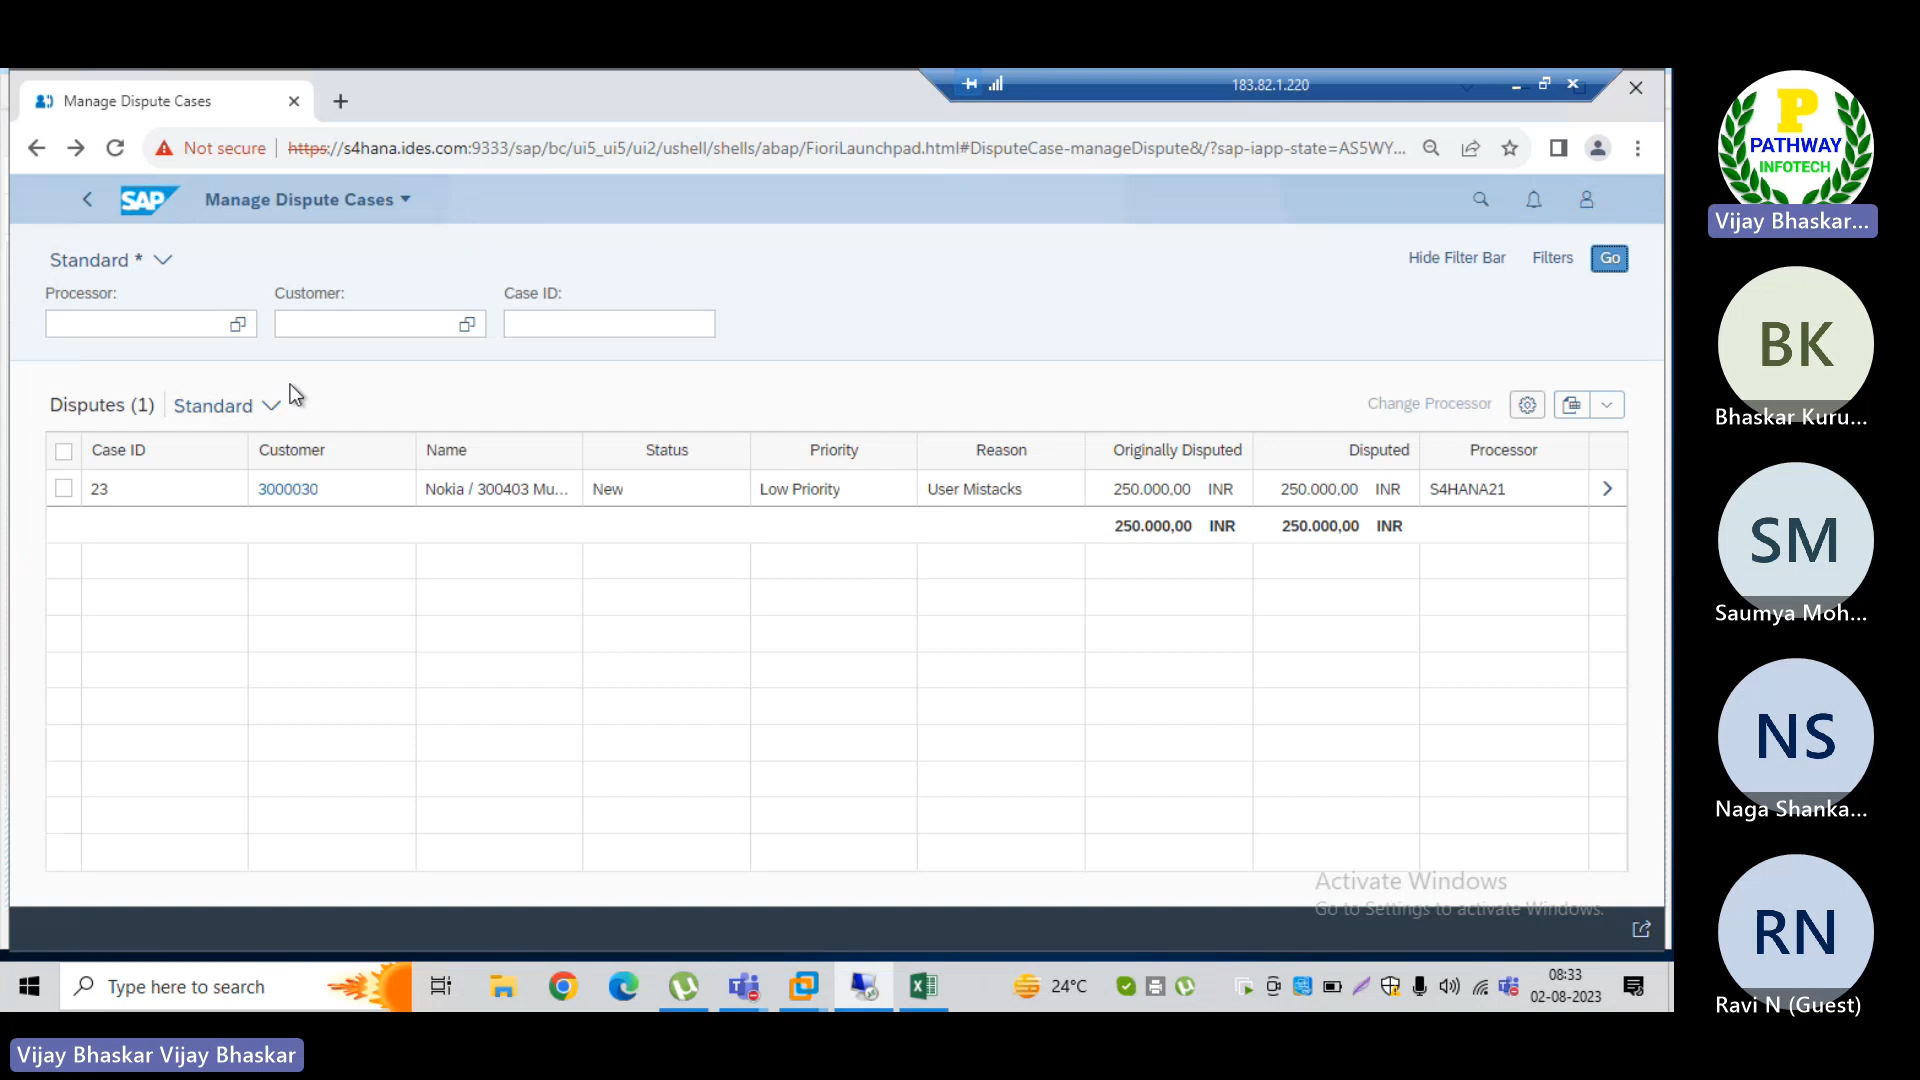 Manage Dispute Cases
183.82.1.220
Not secure
https://s4hana.ides.com:9333/sap/bc/ui5_ui5/ui2/ushell/shells/abap/FioriLaunchpad.html#DisputeCase-manageDispute&/?sap-iapp-state=AS5WY...
SAP
Manage Dispute Cases
Standard *
Hide Filter Bar
Filters
Go
Processor:
Customer:
Case ID:
Disputes (1)
Standard
Change Processor
Case ID
Customer
Name
Status
Priority
Reason
Originally Disputed
Disputed
Processor
23
3000030
Nokia / 300403 Mu...
New
Low Priority
User Mistacks
250.000,00 INR
250.000,00 INR
S4HANA21
250.000,00 INR
250.000,00 INR
Activate Windows
Go to Settings to activate Windows.
Type here to search
24°C
08:33
02-08-2023
P
PATHWAY
INFOTECH
Vijay Bhaskar...
BK
Bhaskar Kuru...
SM
Saumya Moh...
NS
Naga Shanka...
RN
Ravi N (Guest)
Vijay Bhaskar Vijay Bhaskar